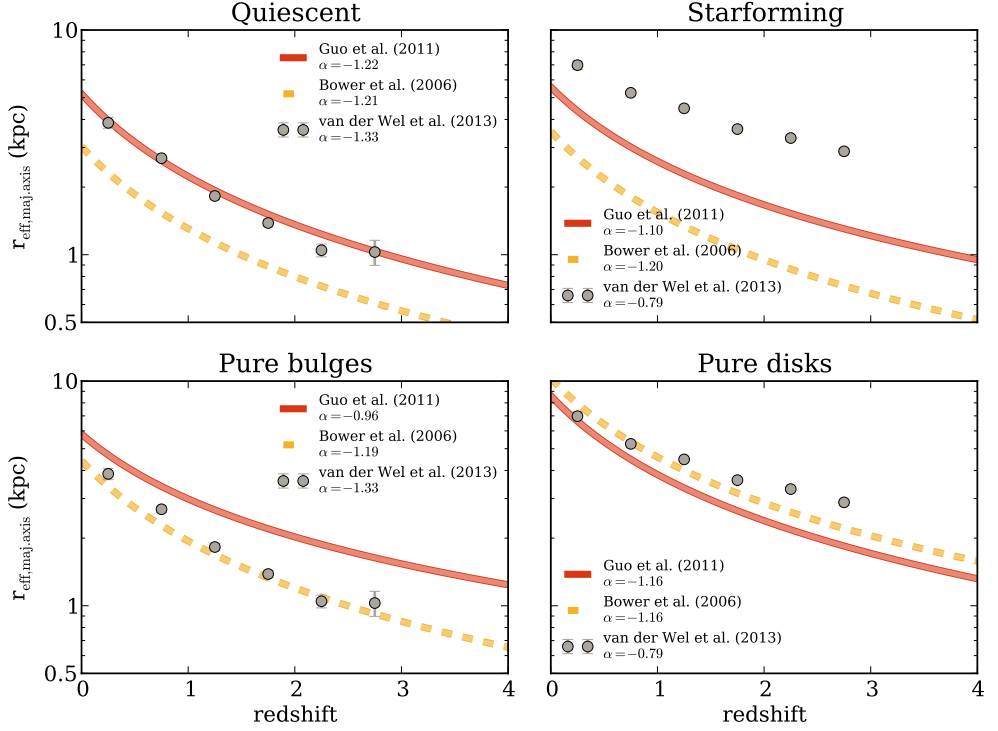 Quiescent
Starforming
10
1
0.5
r_eff,maj.axis (kpc)
Guo et al. (2011)
α=−1.22
Bower et al. (2006)
α=−1.21
van der Wel et al. (2013)
α=−1.33
Guo et al. (2011)
α=−1.10
Bower et al. (2006)
α=−1.20
van der Wel et al. (2013)
α=−0.79
Pure bulges
Pure disks
10
1
0.5
r_eff,maj.axis (kpc)
Guo et al. (2011)
α=−0.96
Bower et al. (2006)
α=−1.19
van der Wel et al. (2013)
α=−1.33
Guo et al. (2011)
α=−1.16
Bower et al. (2006)
α=−1.16
van der Wel et al. (2013)
α=−0.79
0 1 2 3 4
0 1 2 3 4
redshift
redshift